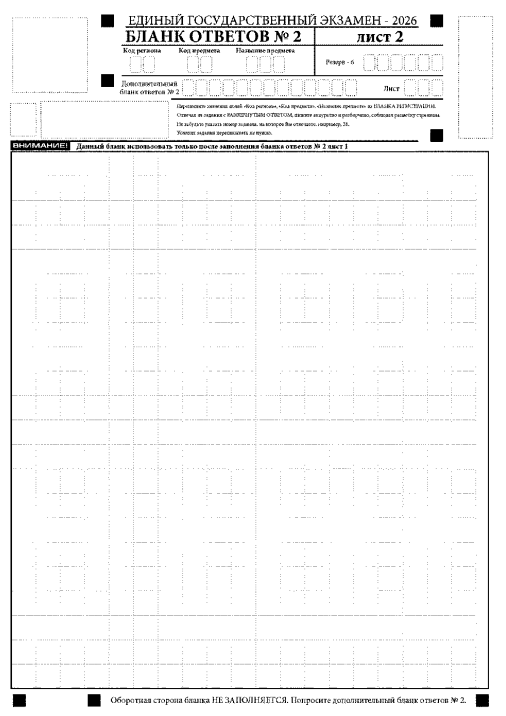 ЕДИНЫЙ ГОСУДАРСТВЕННЫЙ ЭКЗАМЕН - 2026
БЛАНК ОТВЕТОВ № 2 лист 2
Код региона Код предмета Название предмета
Резерв - 6
Дополнительный
бланк ответов № 2 Лист
Перепишите значения полей «Код региона», «Код предмета», «Название предмета» из БЛАНКА РЕГИСТРАЦИИ.
Отвечая на задания с РАЗВЕРНУТЫМ ОТВЕТОМ, пишите аккуратно и разборчиво, соблюдая разметку страницы.
Не забудьте указать номер задания, на которое Вы отвечаете, например, 31.
Условия задания переписывать не нужно.
ВНИМАНИЕ! Данный бланк использовать только после заполнения бланка ответов № 2 лист 1
Оборотная сторона бланка НЕ ЗАПОЛНЯЕТСЯ. Попросите дополнительный бланк ответов № 2.